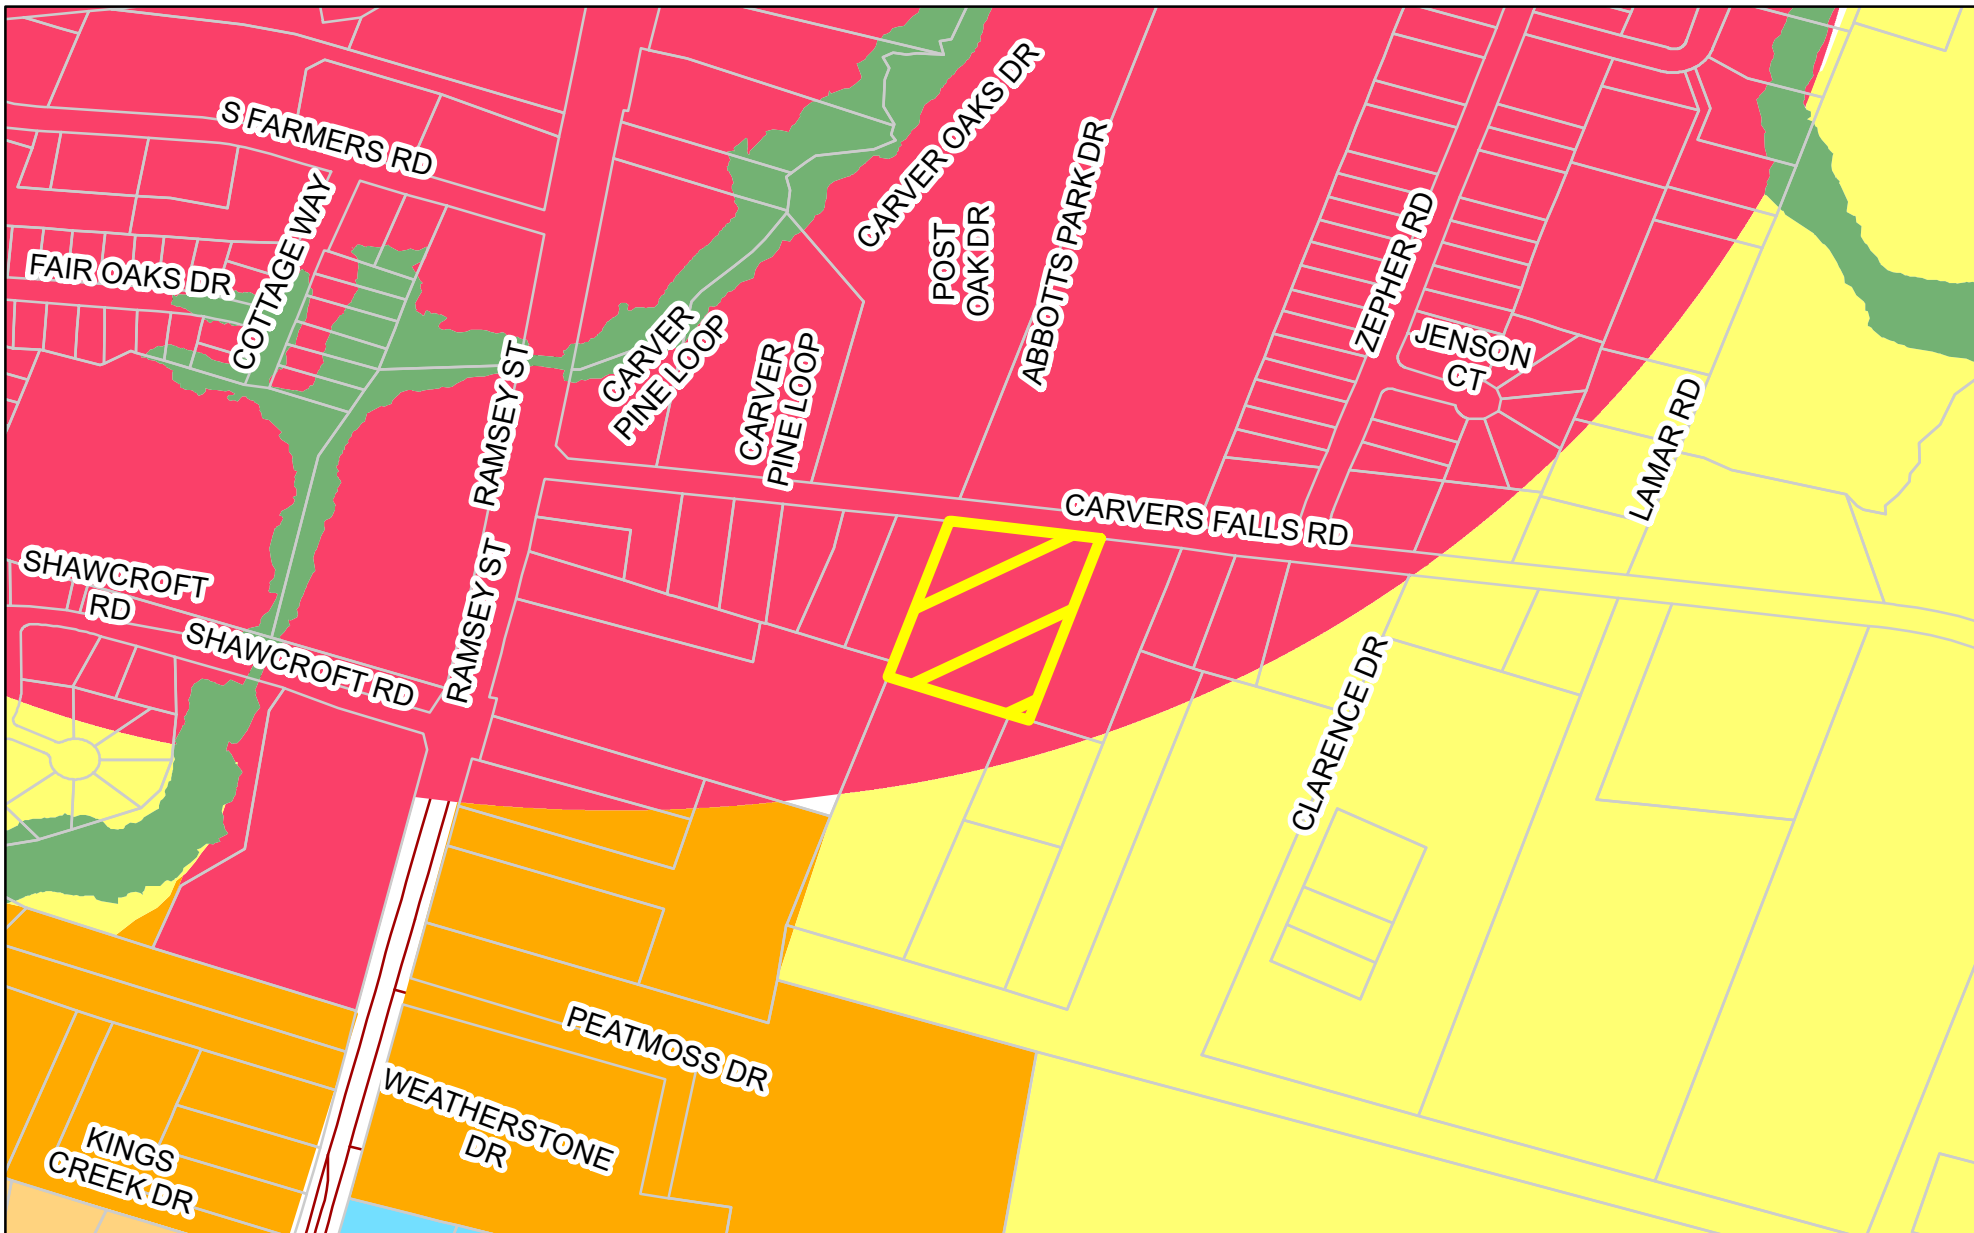 S FARMERS RD
CARVER OAKS DR
ABBOTTS PARK DR
COTTAGE WAY
FAIR OAKS DR
POST
OAK DR
ZEPHER RD
JENSON
CT
CARVER
PINE LOOP
CARVER
PINE LOOP
RAMSEY ST
LAMAR RD
CARVERS FALLS RD
SHAWCROFT
RD
SHAWCROFT RD
RAMSEY ST
CLARENCE DR
PEATMOSS DR
WEATHERSTONE
DR
KINGS
CREEK DR